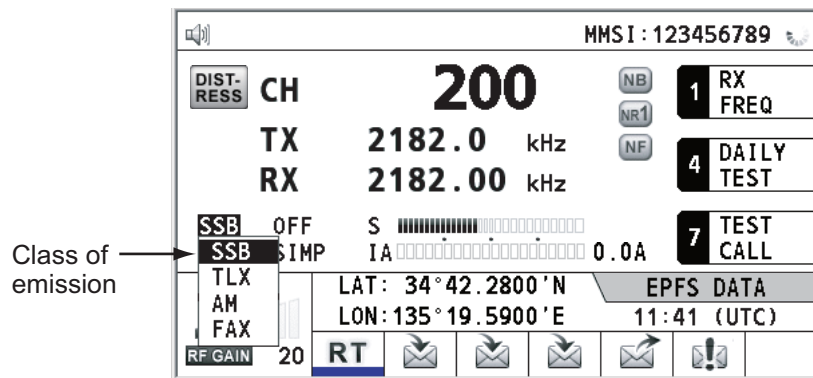 MMSI:123456789
DIST-
RESS
CH 200
NB
NR1
NF
TX 2182.0 kHz
RX 2182.00 kHz
1 RX
FREQ
4 DAILY
TEST
7 TEST
CALL
SSB OFF S
SSB SIMP IA 0.0A
TLX
AM
FAX
Class of
emission
LAT: 34°42.2800'N
LON:135°19.5900'E
EPFS DATA
11:41 (UTC)
RF GAIN 20
RT